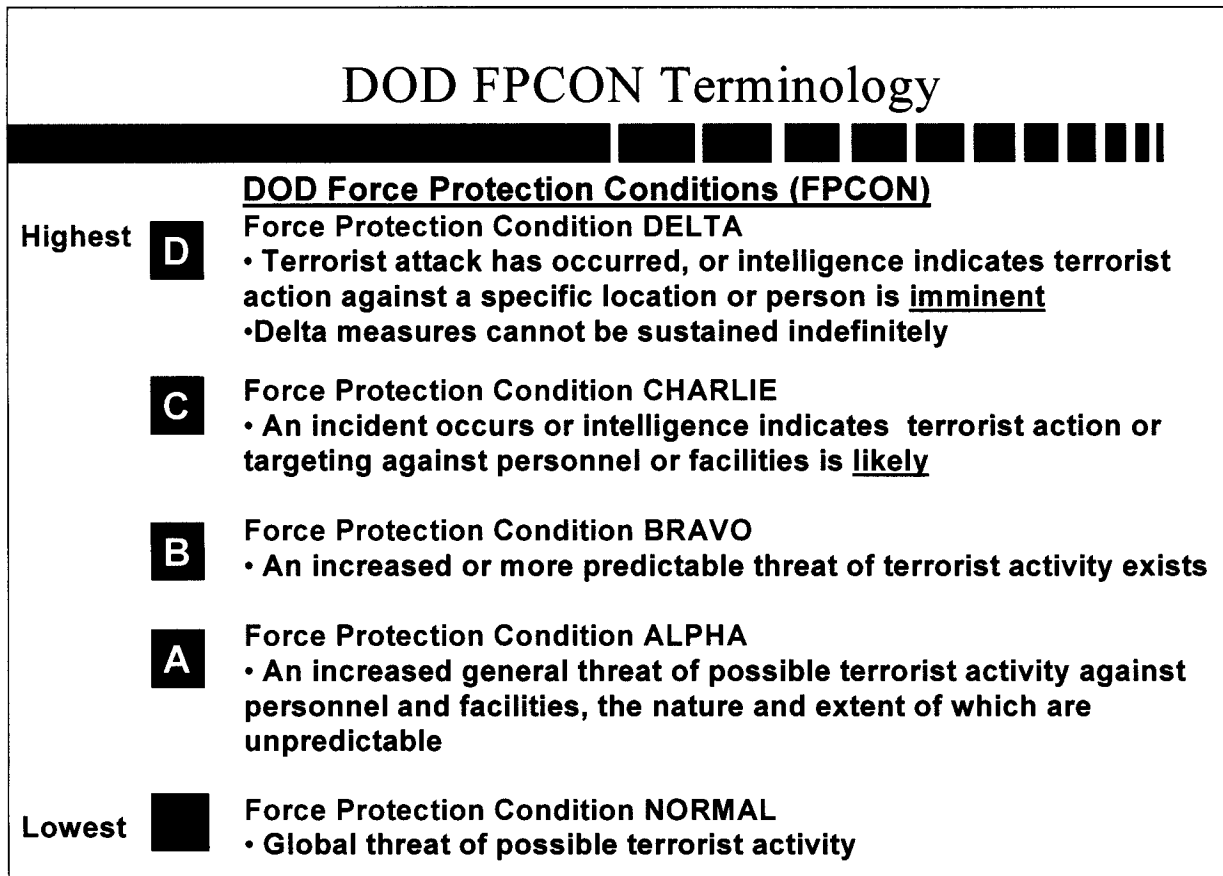 DOD FPCON Terminology
DOD Force Protection Conditions (FPCON)
Highest D Force Protection Condition DELTA
• Terrorist attack has occurred, or intelligence indicates terrorist
action against a specific location or person is imminent
•Delta measures cannot be sustained indefinitely
C Force Protection Condition CHARLIE
• An incident occurs or intelligence indicates terrorist action or
targeting against personnel or facilities is likely
B Force Protection Condition BRAVO
• An increased or more predictable threat of terrorist activity exists
A Force Protection Condition ALPHA
• An increased general threat of possible terrorist activity against
personnel and facilities, the nature and extent of which are
unpredictable
Lowest Force Protection Condition NORMAL
• Global threat of possible terrorist activity